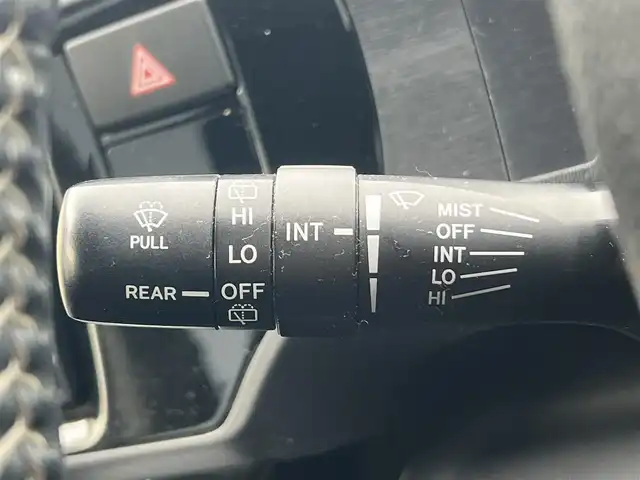 PULL
REAR
HI
LO
OFF
INT
MIST
OFF
INT
LO
HI